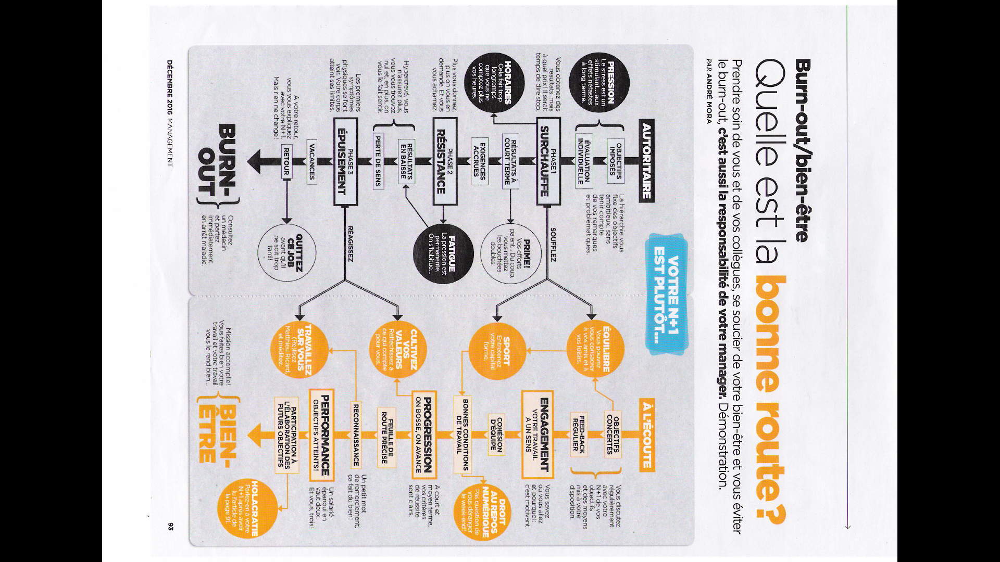 Burn-out/bien-être
Quelle est la bonne route?
Prendre soin de vous et de vos collègues, se soucier de votre bien-être et vous éviter
le burn-out, c'est aussi la responsabilité de votre manager. Démonstration.
PAR ANDRÉ MORA
VOTRE N+1
EST PLUTÔT...
AUTORITAIRE
OBJECTIFS
IMPOSÉS
ÉVALUATION
INDIVIDUELLE
PRESSION
Le stress est un
stimulant... aux
effets néfastes
à long terme.
La hiérarchie vous
fixe des objectifs
ambitieux, sans
tenir compte
de vos remarques
et problématiques.
PHASE 1
SURCHAUFFE
Vous obtenez des
résultats, mais
à quel prix! Il serait
temps de dire stop.
SOUFFLEZ
HORAIRES
Cela fait trop
longtemps
que vous ne
comptez plus
vos heures.
RÉSULTATS À
COURT TERME
PRIME!
Vos efforts
paient... Du coup,
vous mettez
les bouchées
doubles.
EXIGENCES
ACCRUES
PHASE 2
RÉSISTANCE
Plus vous donnez,
plus on vous en
demande. Et vous
vous acharnez.
FATIGUE
La pression est
permanente.
On s'habitue...
RÉSULTATS
EN BAISSE
PERTE DE SENS
Hypercrevé, vous
n'assurez plus,
vous vous trouvez
nul et, en plus, on
vous le fait sentir.
PHASE 3
ÉPUISEMENT
Les premiers
symptômes
physiques se font
voir. Votre corps
atteint ses limites.
RÉAGISSEZ
VACANCES
RETOUR
A votre retour,
vous vous expliquez
avec votre N+1.
Mais rien ne change!
QUITTEZ
CE JOB
avant qu'il
ne soit trop
tard!
BURN-
OUT
Consultez
un médecin
et partez
immédiatement
en arrêt maladie.
À L'ÉCOUTE
OBJECTIFS
CONCERTÉS
FEED-BACK
RÉGULIER
Vous discutez
régulièrement
avec votre
N+1 de vos
objectifs
et des moyens
mis à votre
disposition.
ÉQUILIBRE
Vous pouvez
vous consacrer
à vos amis et à
vos loisirs.
ENGAGEMENT
VOTRE TRAVAIL
A UN SENS
Vous savez
où vous allez
et pourquoi:
c'est motivant.
SPORT
Entretenez
votre capital
forme.
COHÉSION
D'ÉQUIPE
BONNES CONDITIONS
DE TRAVAIL
DROIT
AU REPOS
NUMÉRIQUE
Pas question de
vous déranger
le week-end!
PROGRESSION
ON BOSSE, ON AVANCE
A court et
moyen terme,
vos critères
de réussite
sont clairs.
CULTIVEZ
VOS
VALEURS
Réfléchissez à
ce qui compte
pour vous.
FEUILLE DE
ROUTE PRÉCISE
RECONNAISSANCE
Un petit mot
de remerciement,
ça fait du bien!
TRAVAILLEZ
SUR VOUS
(Re)lisez
Matthieu Ricard,
et méditez.
PERFORMANCE
OBJECTIFS ATTEINTS!
Un salarié
épanoui en
vaut deux.
Et vous, trois!
PARTICIPATION À
L'ÉLABORATION DES
FUTURS OBJECTIFS
HOLACRATIE
Parlez-en à votre
N+1 après avoir
lu l'article de
la page 91.
BIEN-
ÊTRE
Mission accomplie!
Vous faites bien votre
travail et votre travail
vous le rend bien...
DÉCEMBRE 2016 MANAGEMENT
93